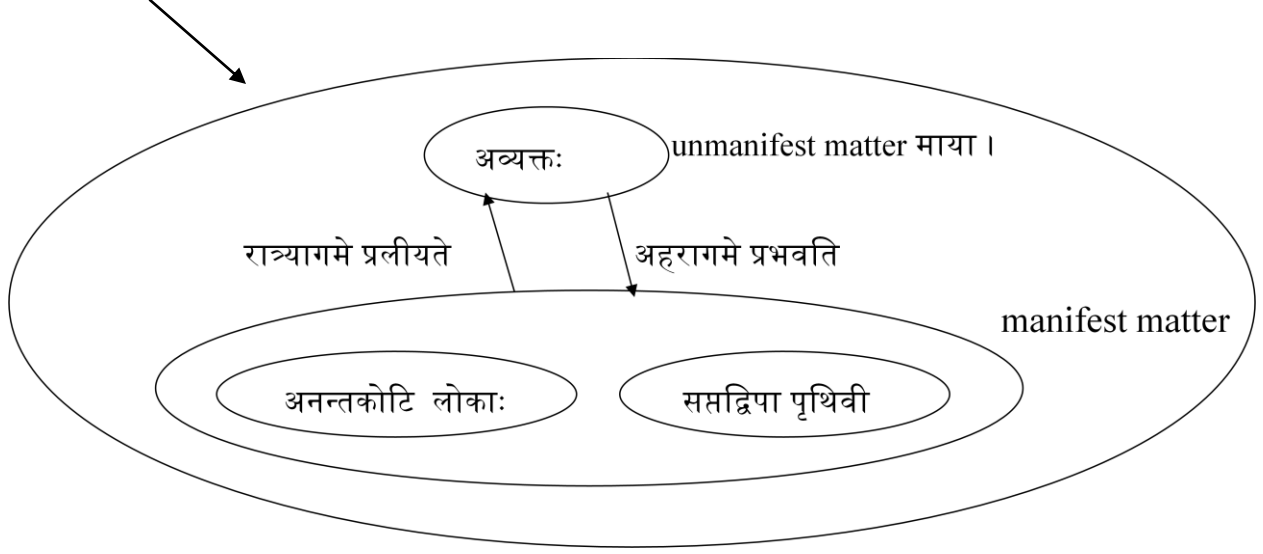 अव्यक्तः
unmanifest matter माया ।
रात्र्यागमे प्रलीयते
अहरागमे प्रभवति
manifest matter
अनन्तकोटि लोकाः
सप्तद्विपा पृथिवी